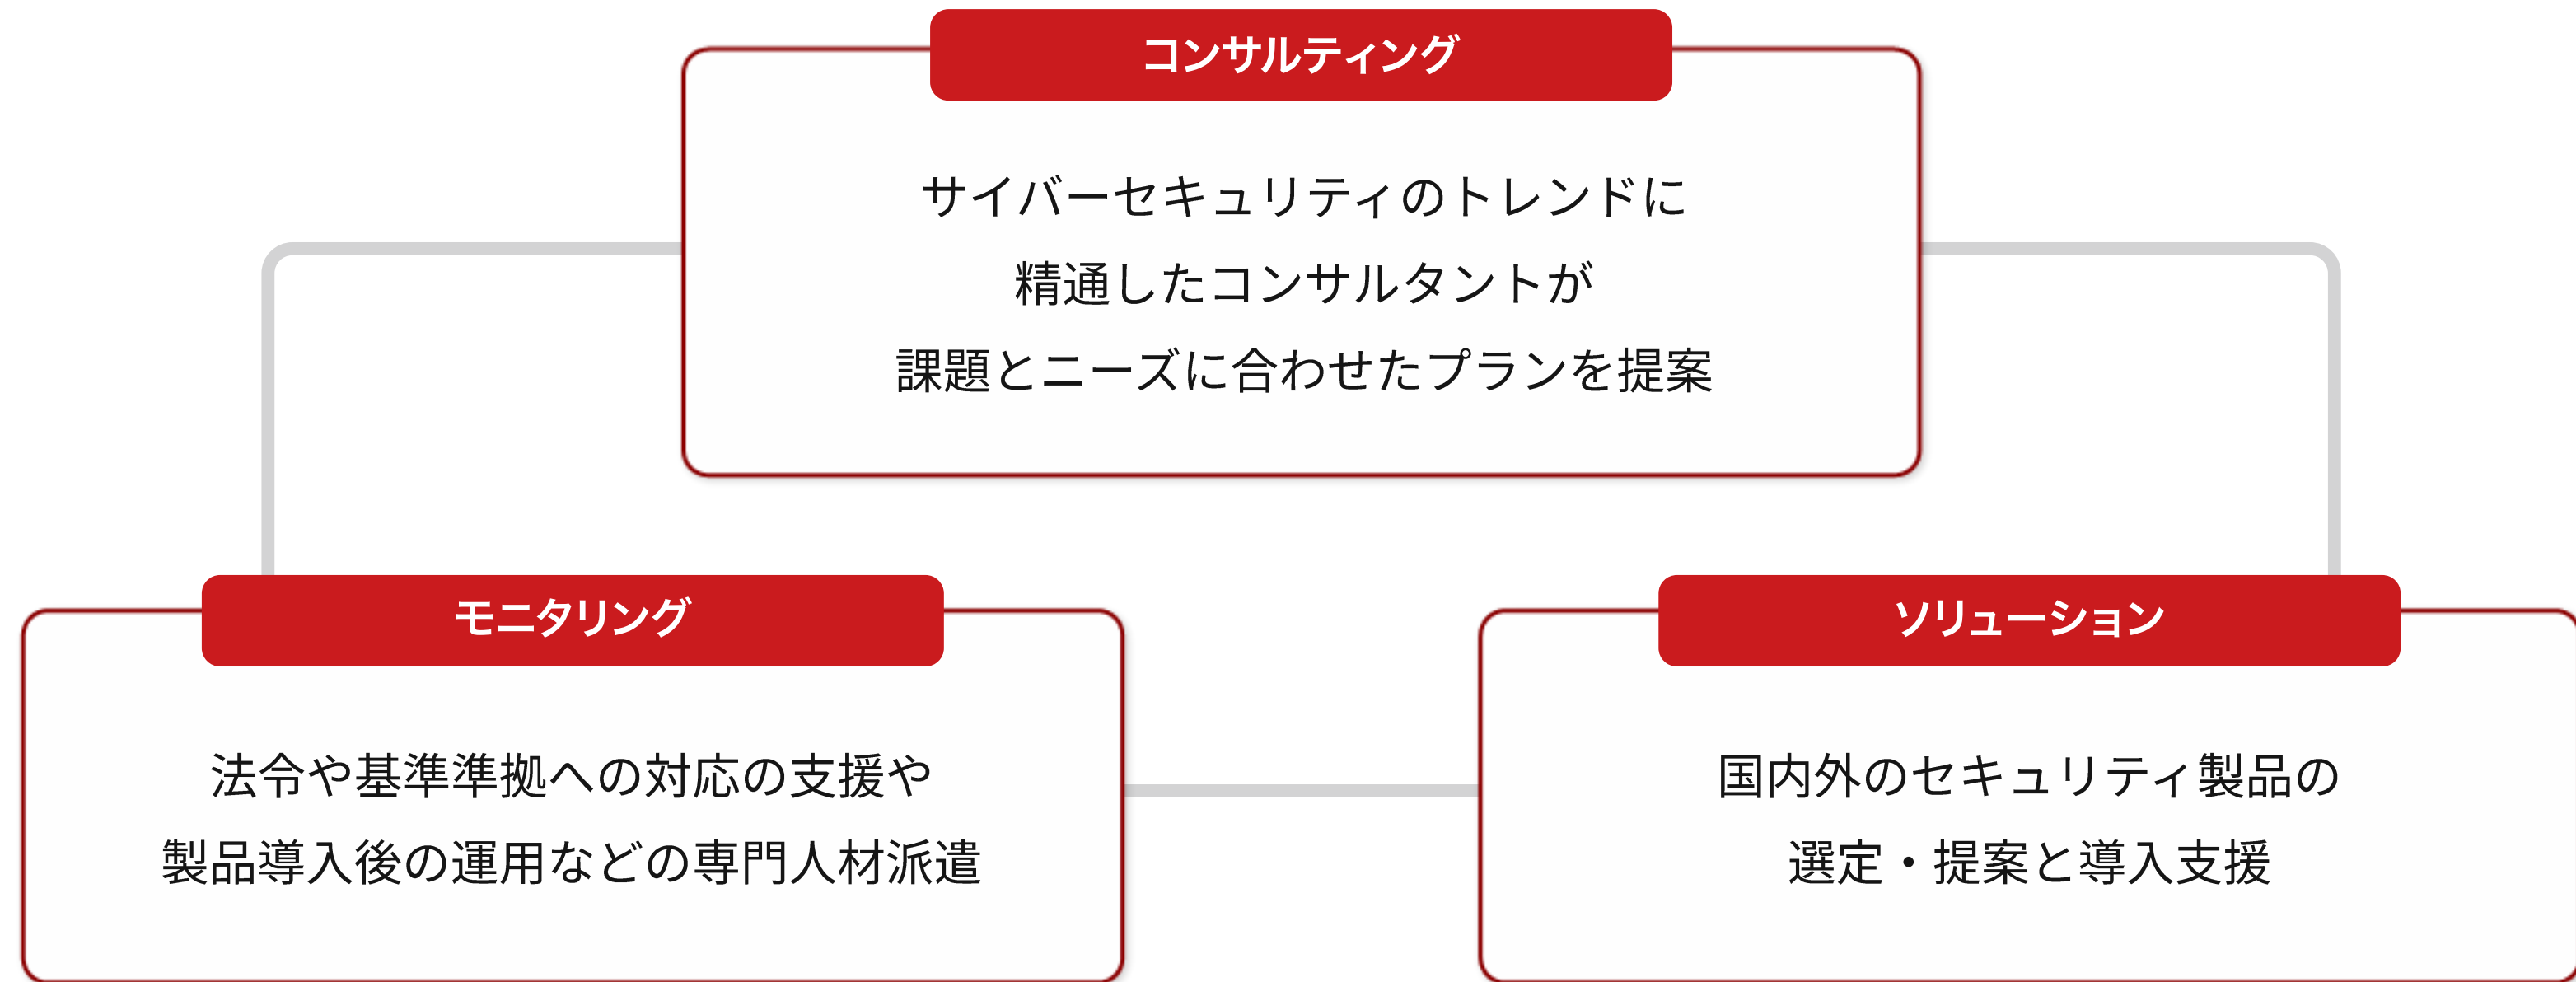 コンサルティング
サイバーセキュリティのトレンドに
精通したコンサルタントが
課題とニーズに合わせたプランを提案
モニタリング
法令や基準準拠への対応の支援や
製品導入後の運用などの専門人材派遣
ソリューション
国内外のセキュリティ製品の
選定・提案と導入支援